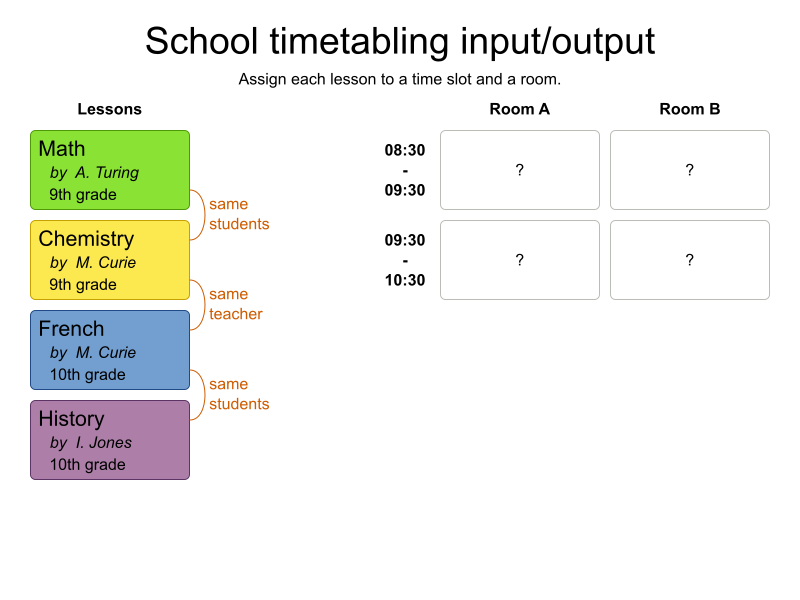 School timetabling input/output
Assign each lesson to a time slot and a room.
Lessons
Math
by A. Turing
9th grade
same
students
Chemistry
by M. Curie
9th grade
same
teacher
French
by M. Curie
10th grade
same
students
History
by I. Jones
10th grade
Room A
Room B
08:30
-
09:30
?
?
09:30
-
10:30
?
?